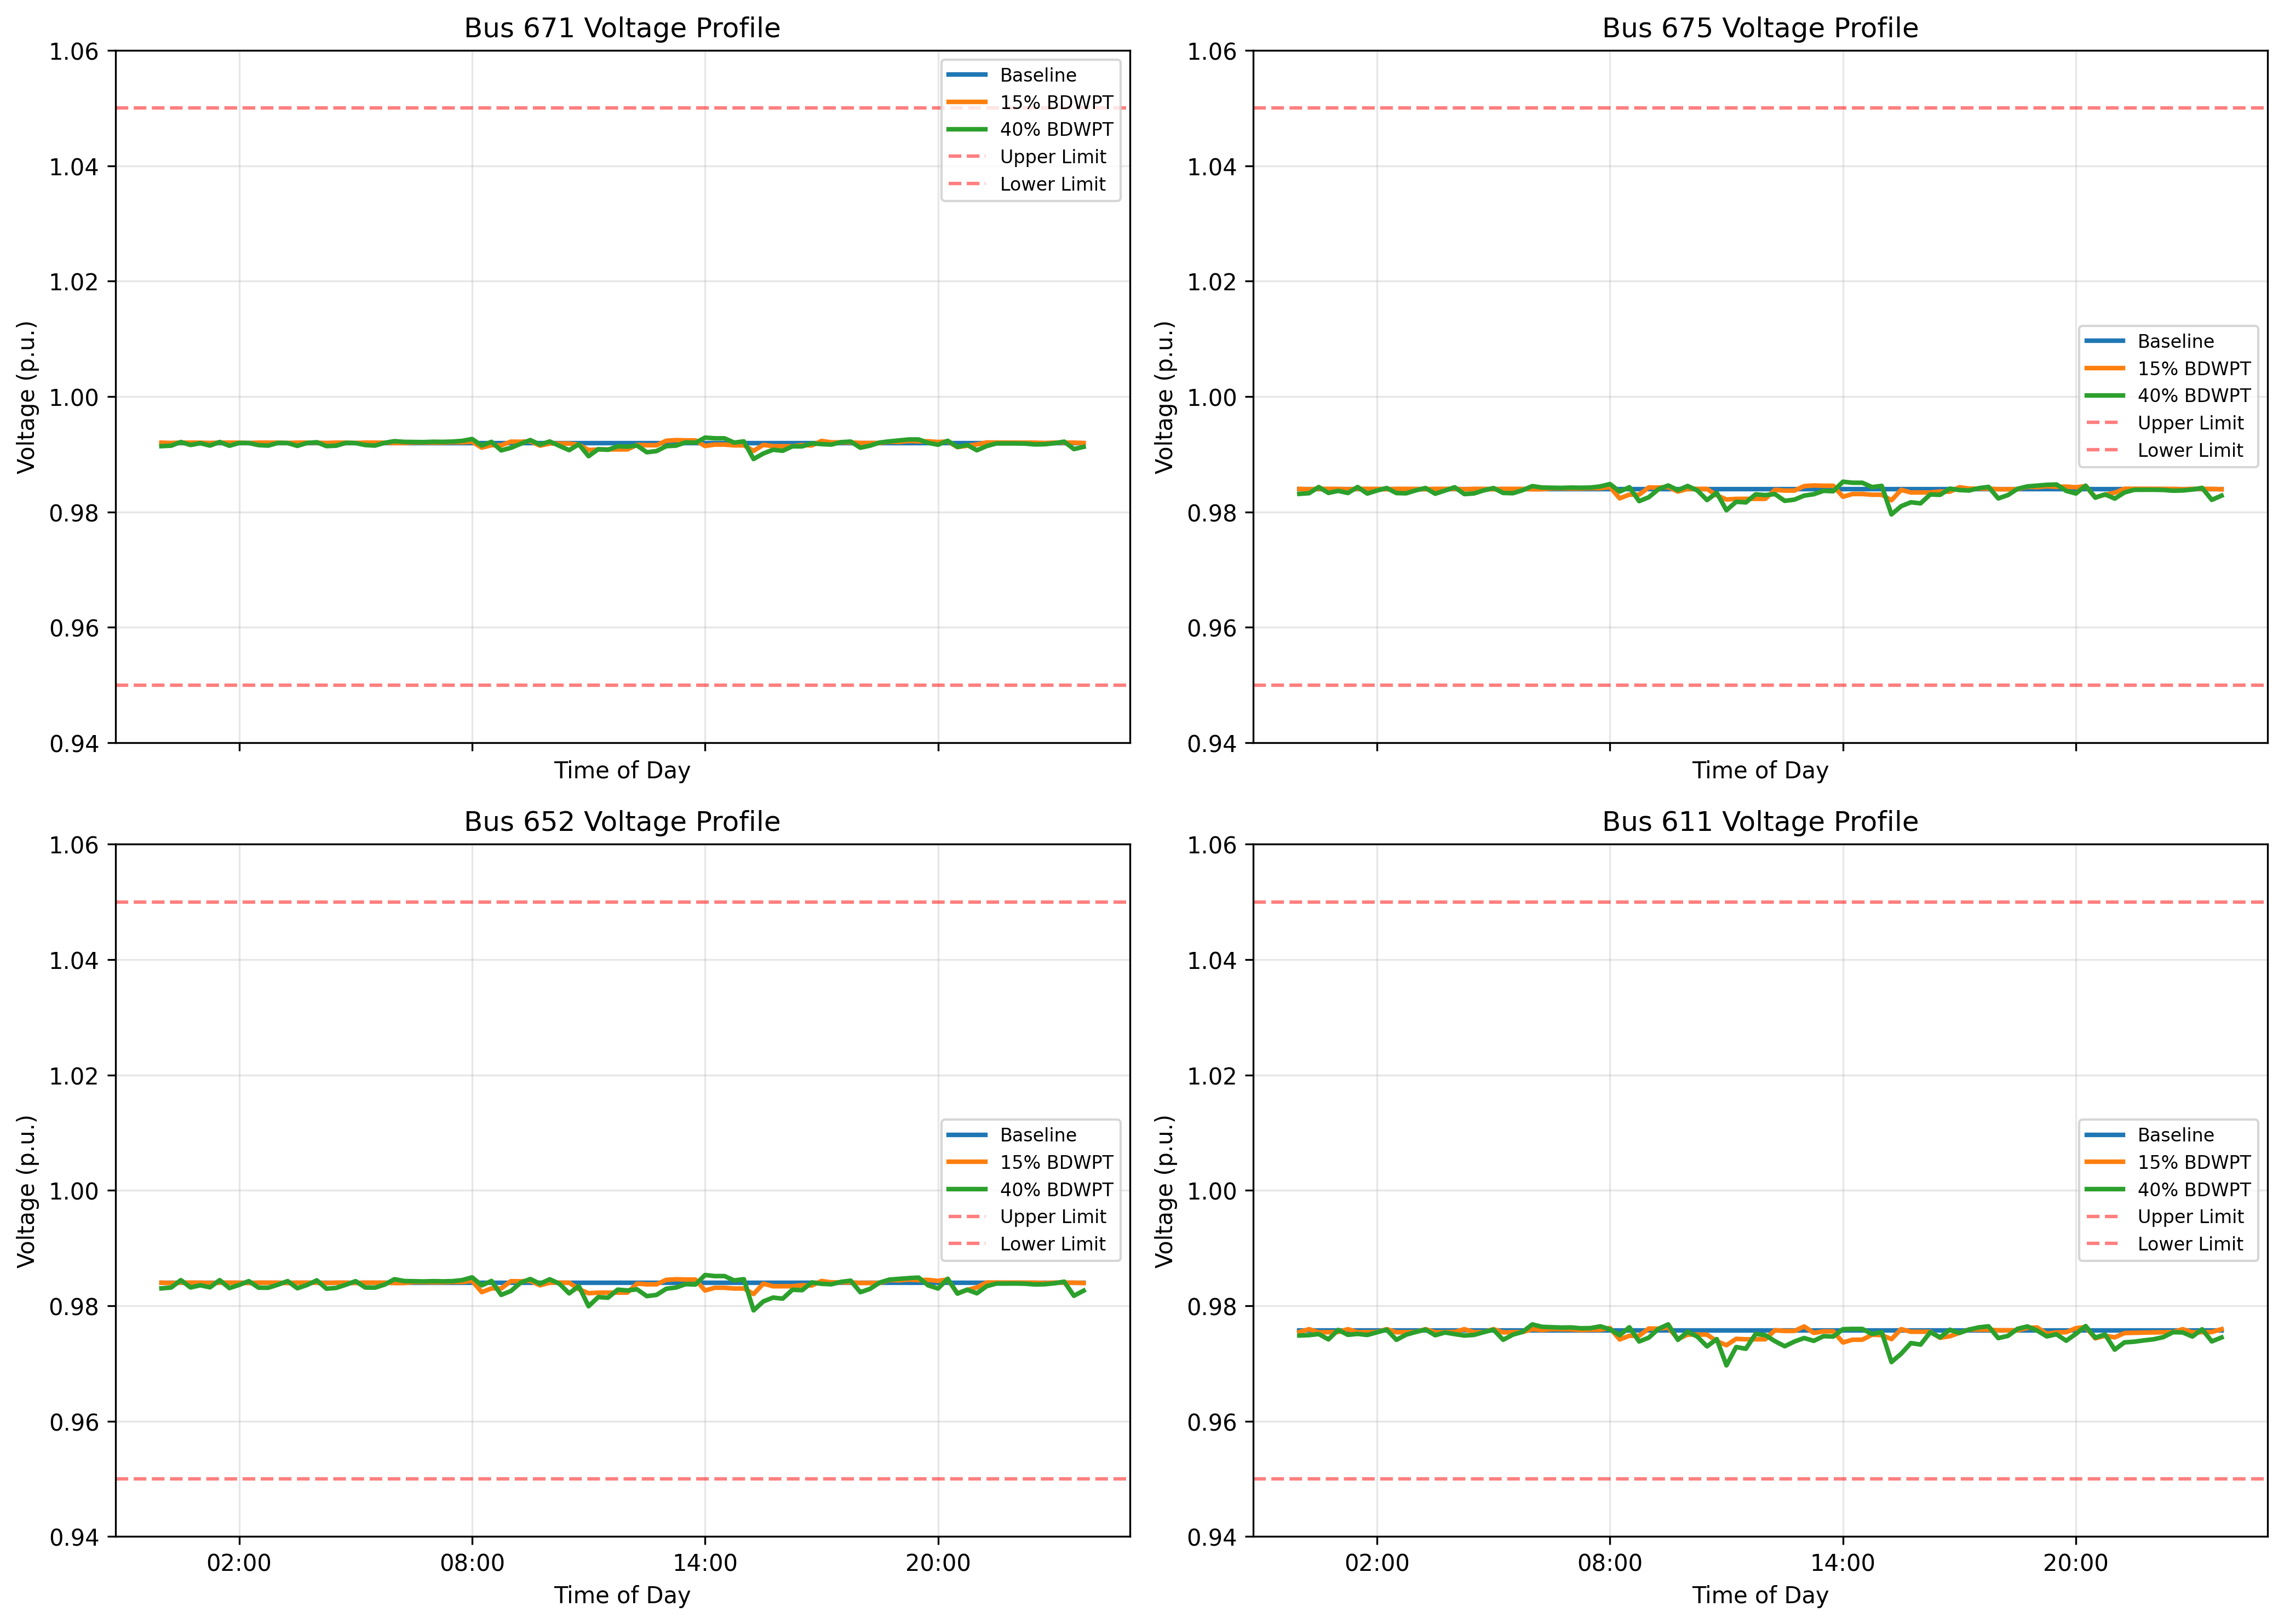 Bus 671 Voltage Profile
1.06
1.04
1.02
1.00
0.98
0.96
0.94
Voltage (p.u.)
Time of Day
Baseline
15% BDWPT
40% BDWPT
Upper Limit
Lower Limit
Bus 675 Voltage Profile
1.06
1.04
1.02
1.00
0.98
0.96
0.94
Voltage (p.u.)
Time of Day
Baseline
15% BDWPT
40% BDWPT
Upper Limit
Lower Limit
Bus 652 Voltage Profile
1.06
1.04
1.02
1.00
0.98
0.96
0.94
Voltage (p.u.)
02:00 08:00 14:00 20:00
Time of Day
Baseline
15% BDWPT
40% BDWPT
Upper Limit
Lower Limit
Bus 611 Voltage Profile
1.06
1.04
1.02
1.00
0.98
0.96
0.94
Voltage (p.u.)
02:00 08:00 14:00 20:00
Time of Day
Baseline
15% BDWPT
40% BDWPT
Upper Limit
Lower Limit